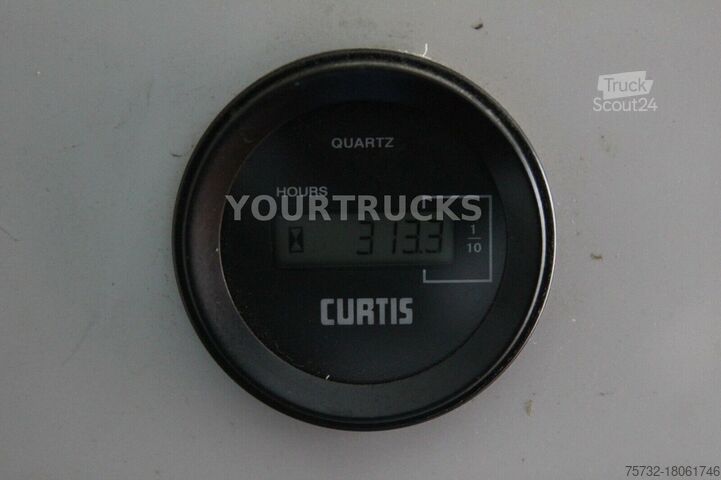 Truck
Scout24
QUARTZ
HOURS
YOURTRUCKS
313.3
1
10
CURTIS
75732-18061746